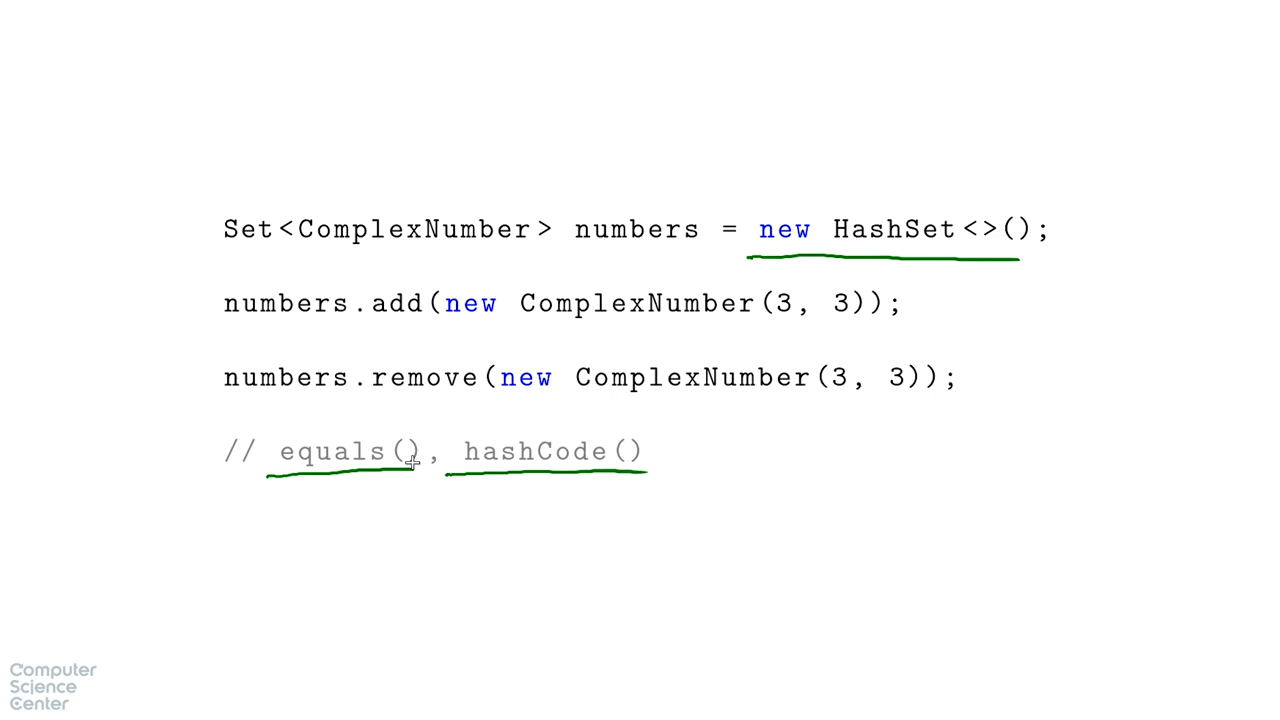 Set<ComplexNumber> numbers = new HashSet<>();
numbers.add(new ComplexNumber(3, 3));
numbers.remove(new ComplexNumber(3, 3));
// equals(), hashCode()
Computer
Science
Center